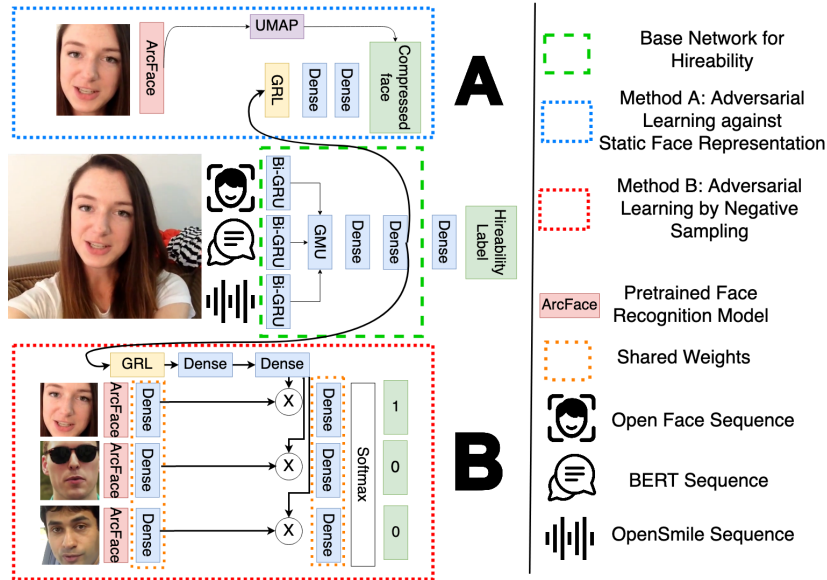 UMAP
ArcFace
GRL
Dense
Dense
Compressed
face
A
Bi-GRU
Bi-GRU
Bi-GRU
GMU
Dense
Dense
Dense
Hireability
Label
GRL
Dense
Dense
ArcFace
Dense
X
Dense
1
ArcFace
Dense
X
Dense
Softmax
0
ArcFace
Dense
X
Dense
0
B
Base Network for
Hireability
Method A: Adversarial
Learning against
Static Face Representation
Method B: Adversarial
Learning by Negative
Sampling
ArcFace
Pretrained Face
Recognition Model
Shared Weights
Open Face Sequence
BERT Sequence
OpenSmile Sequence